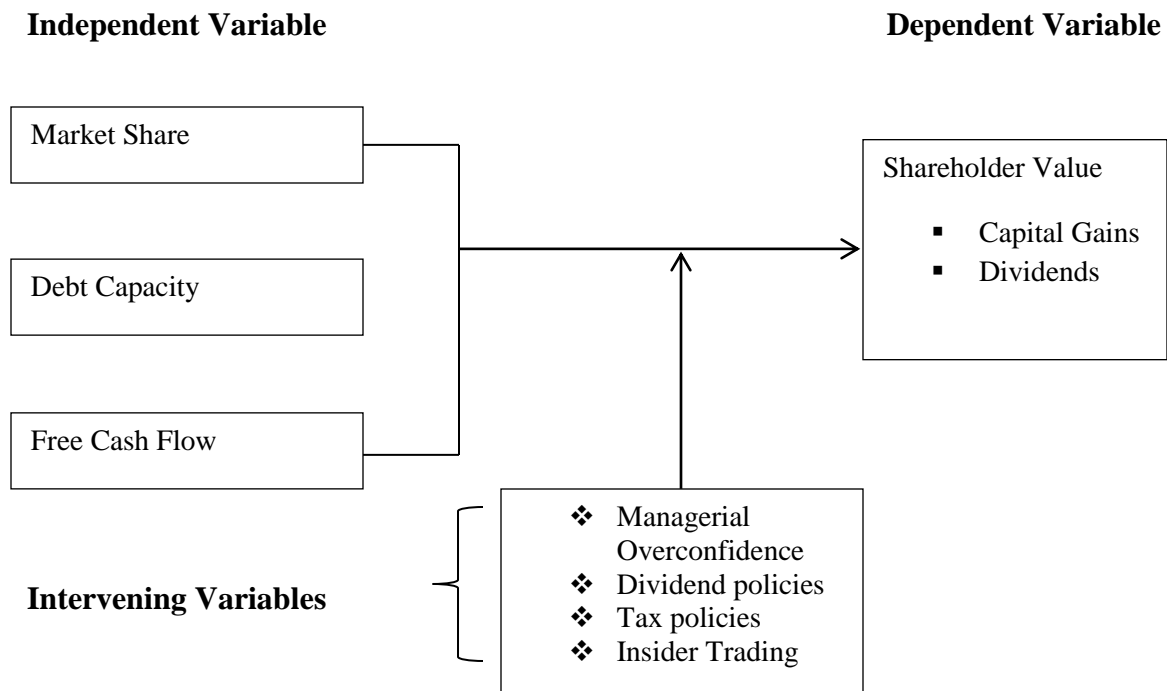 Independent Variable
Dependent Variable
Market Share
Debt Capacity
Free Cash Flow
Shareholder Value
▪ Capital Gains
▪ Dividends
Intervening Variables
❖ Managerial
Overconfidence
❖ Dividend policies
❖ Tax policies
❖ Insider Trading